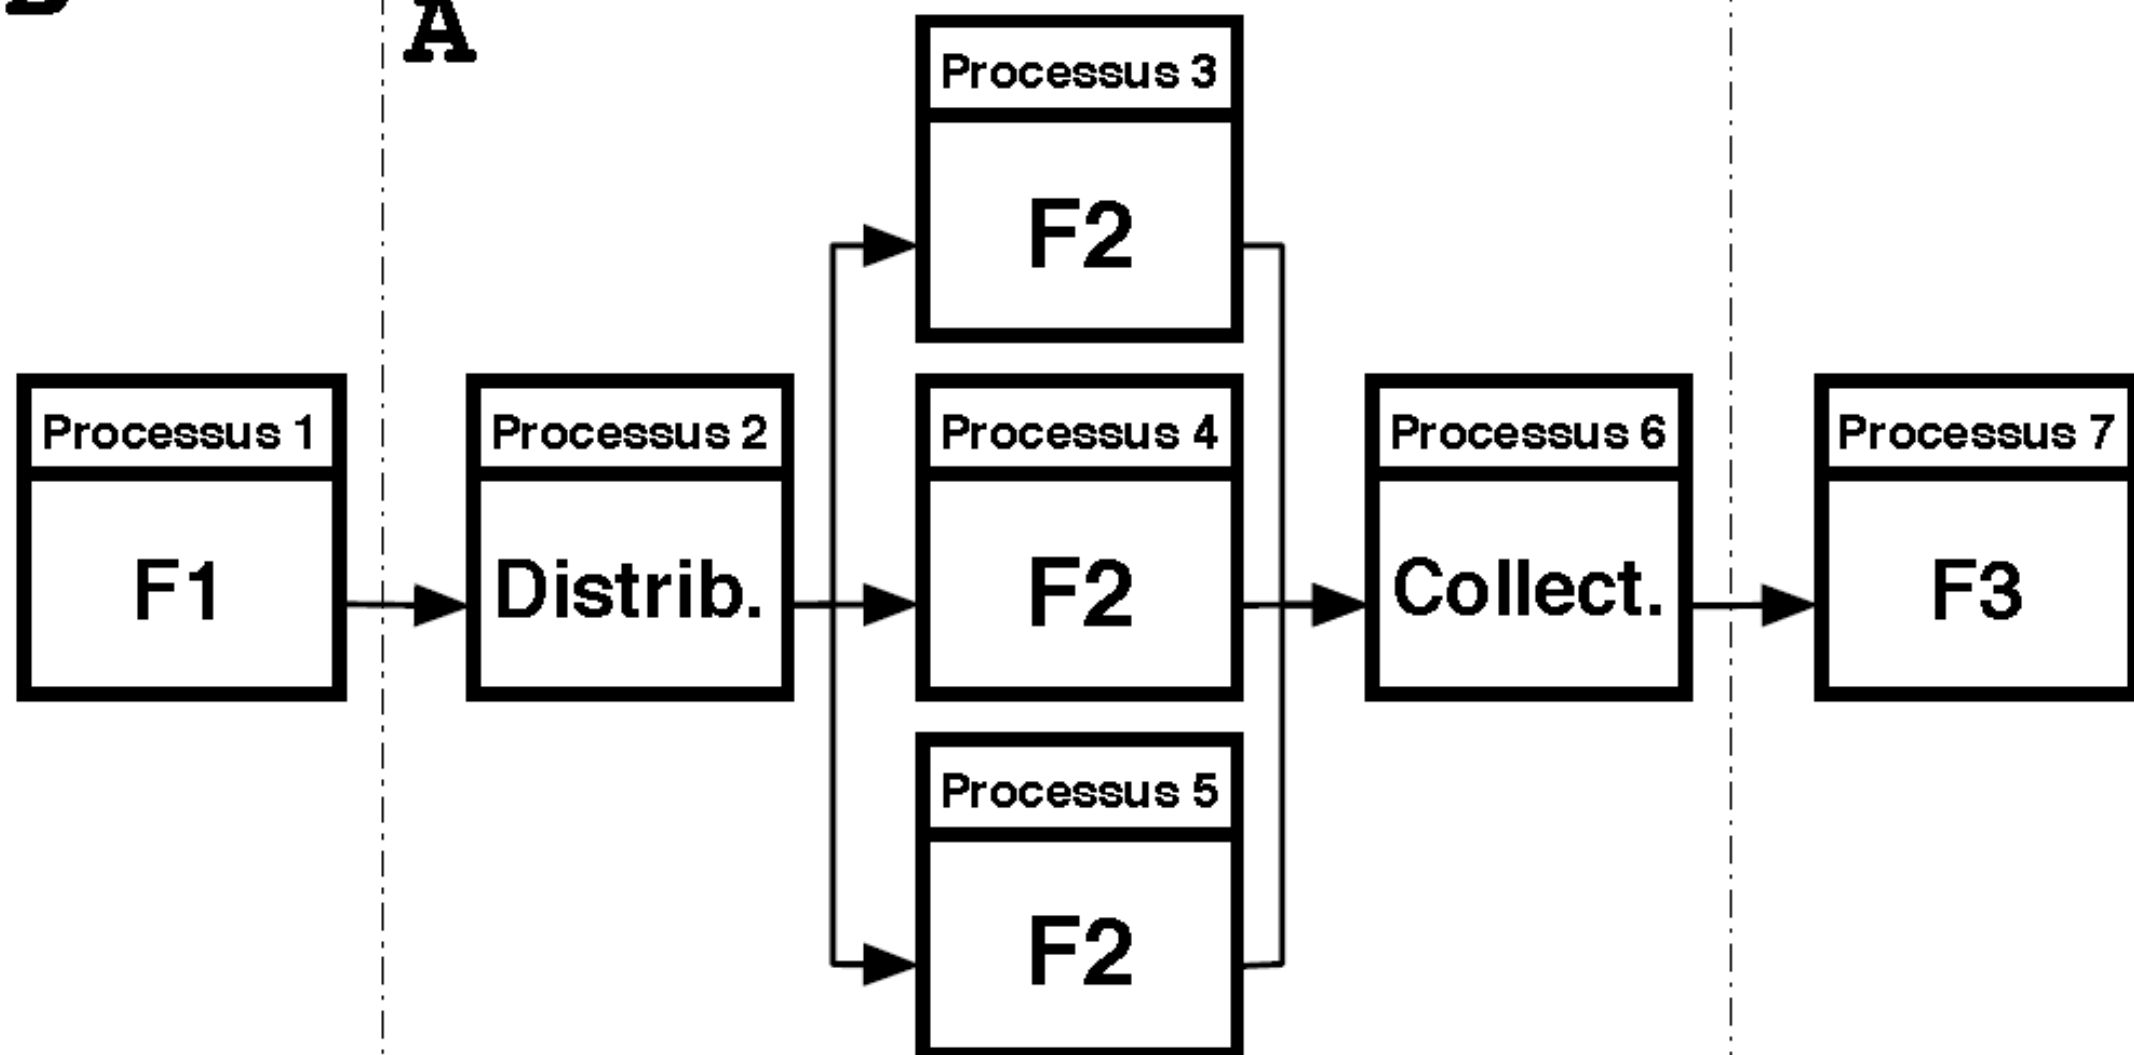 A
Processus 3
F2
Processus 1
F1
Processus 2
Distrib.
Processus 4
F2
Processus 6
Collect.
Processus 7
F3
Processus 5
F2